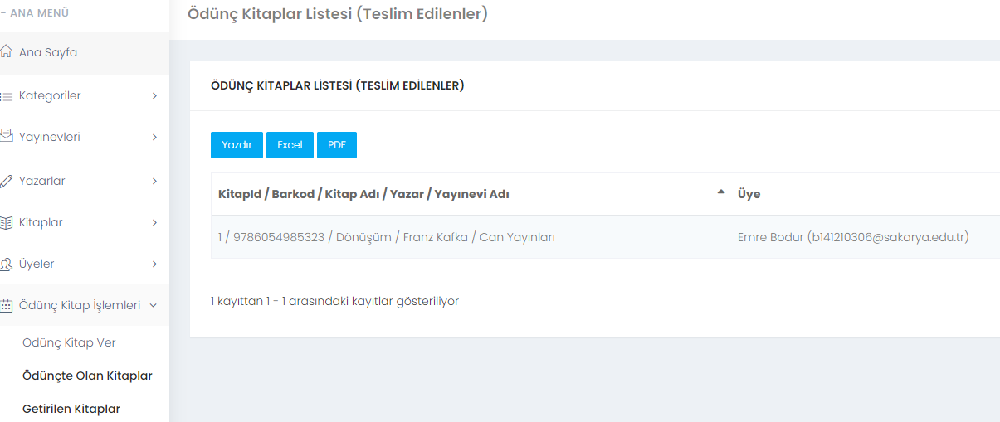 - ANA MENÜ
Ana Sayfa
Kategoriler
Yayınevleri
Yazarlar
Kitaplar
Üyeler
Ödünç Kitap İşlemleri
Ödünç Kitap Ver
Ödünçte Olan Kitaplar
Getirilen Kitaplar
Ödünç Kitaplar Listesi (Teslim Edilenler)
ÖDÜNÇ KİTAPLAR LİSTESİ (TESLİM EDİLENLER)
Yazdır Excel PDF
KitapId / Barkod / Kitap Adı / Yazar / Yayınevi Adı Üye
1 / 9786054985323 / Dönüşüm / Franz Kafka / Can Yayınları Emre Bodur (b141210306@sakarya.edu.tr)
1 kayıttan 1 - 1 arasındaki kayıtlar gösteriliyor